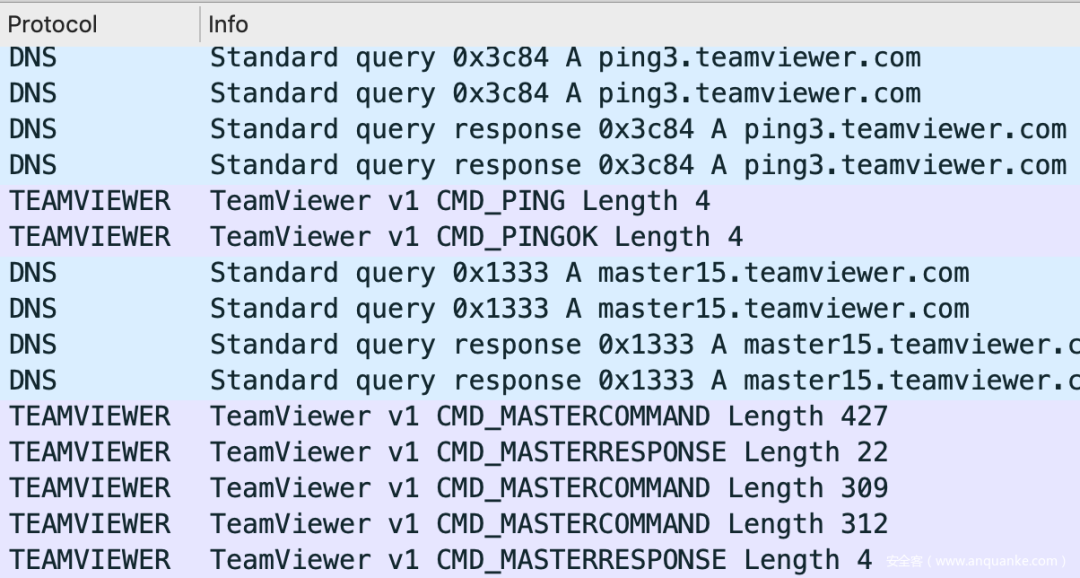 Protocol Info
DNS Standard query 0x3c84 A ping3.teamviewer.com
DNS Standard query 0x3c84 A ping3.teamviewer.com
DNS Standard query response 0x3c84 A ping3.teamviewer.com
DNS Standard query response 0x3c84 A ping3.teamviewer.com
TEAMVIEWER TeamViewer v1 CMD_PING Length 4
TEAMVIEWER TeamViewer v1 CMD_PINGOK Length 4
DNS Standard query 0x1333 A master15.teamviewer.com
DNS Standard query 0x1333 A master15.teamviewer.com
DNS Standard query response 0x1333 A master15.teamviewer.c
DNS Standard query response 0x1333 A master15.teamviewer.c
TEAMVIEWER TeamViewer v1 CMD_MASTERCOMMAND Length 427
TEAMVIEWER TeamViewer v1 CMD_MASTERRESPONSE Length 22
TEAMVIEWER TeamViewer v1 CMD_MASTERCOMMAND Length 309
TEAMVIEWER TeamViewer v1 CMD_MASTERCOMMAND Length 312
TEAMVIEWER TeamViewer v1 CMD_MASTERRESPONSE Length 4
安全客（www.anquanke.com）